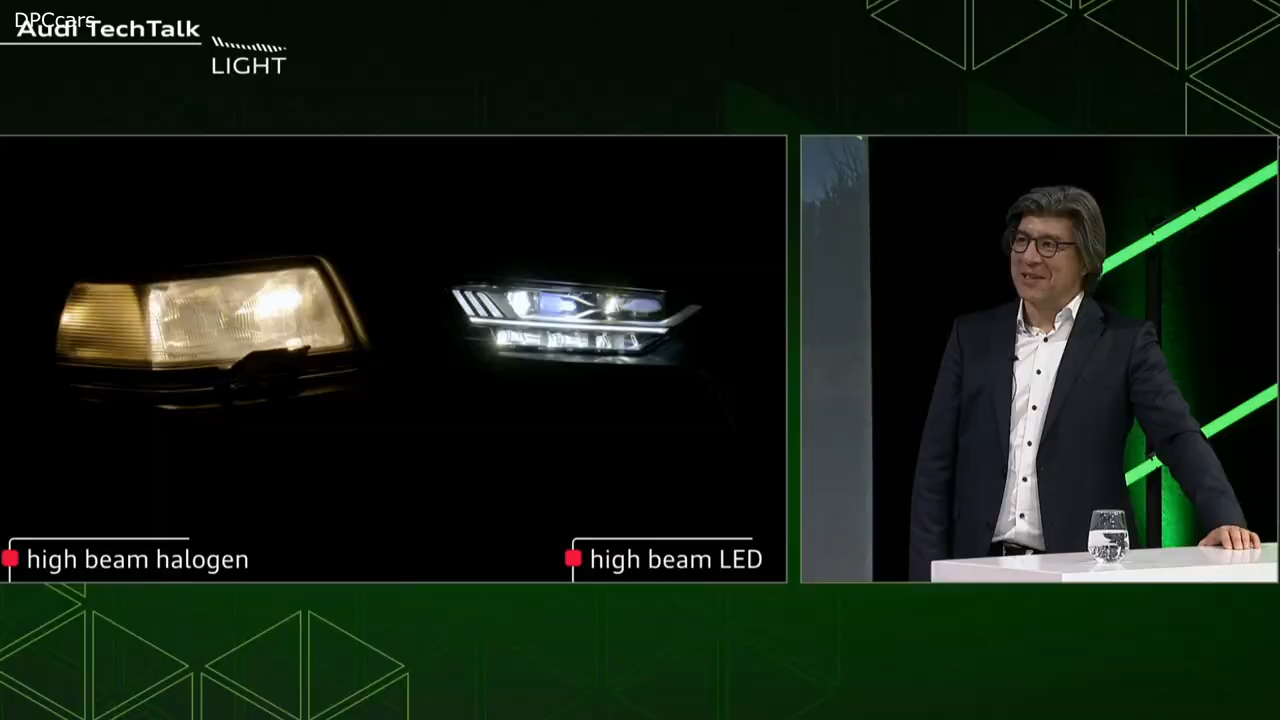 DPCcars
Audi TechTalk
LIGHT
high beam halogen
high beam LED